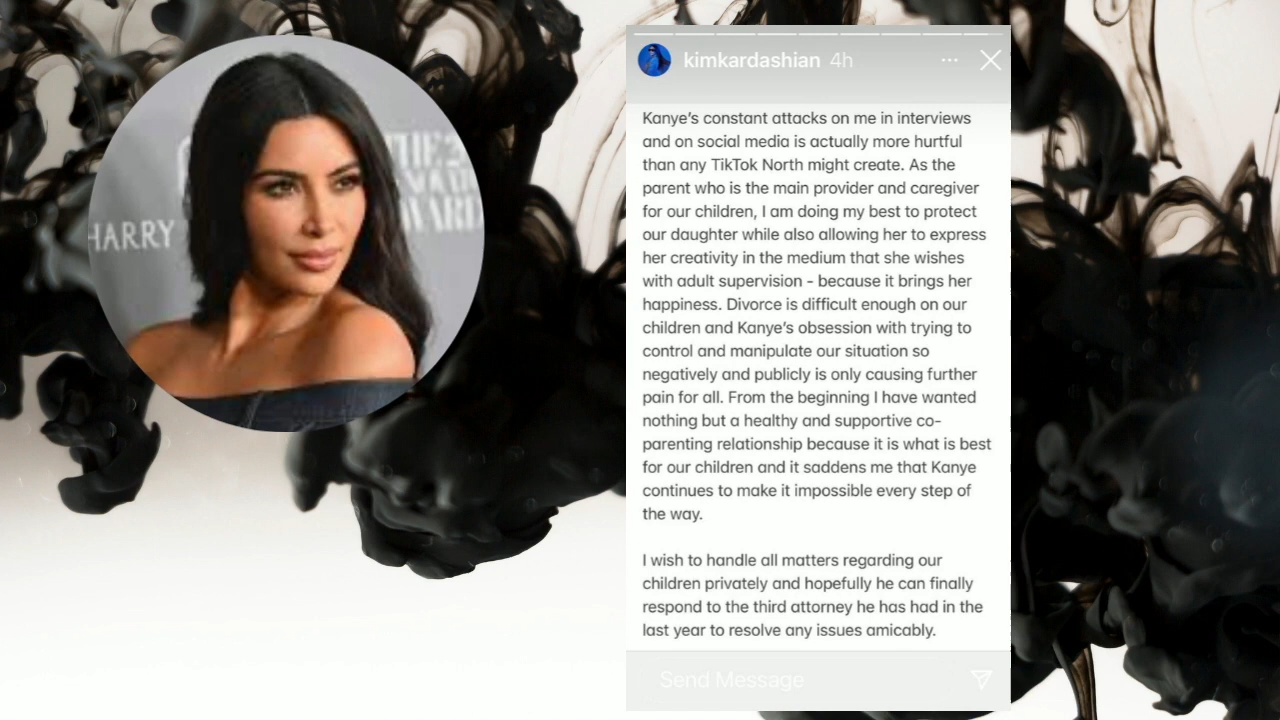 HARRY
kimkardashian 4h
Kanye's constant attacks on me in interviews
and on social media is actually more hurtful
than any TikTok North might create. As the
parent who is the main provider and caregiver
for our children, I am doing my best to protect
our daughter while also allowing her to express
her creativity in the medium that she wishes
with adult supervision - because it brings her
happiness. Divorce is difficult enough on our
children and Kanye's obsession with trying to
control and manipulate our situation so
negatively and publicly is only causing further
pain for all. From the beginning I have wanted
nothing but a healthy and supportive co-
parenting relationship because it is what is best
for our children and it saddens me that Kanye
continues to make it impossible every step of
the way.
I wish to handle all matters regarding our
children privately and hopefully he can finally
respond to the third attorney he has had in the
last year to resolve any issues amicably.
Send Message